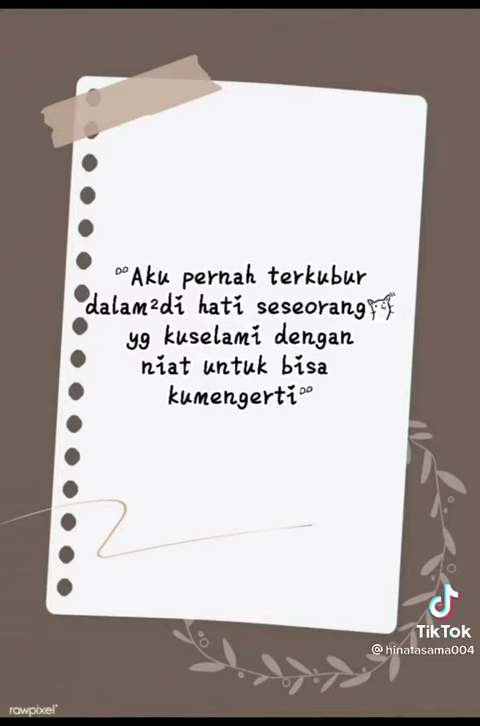 "Aku pernah terkubur
dalam²di hati seseorang
yg kuselami dengan
niat untuk bisa
kumengerti"
TikTok
@hinatasama004
rawpixel